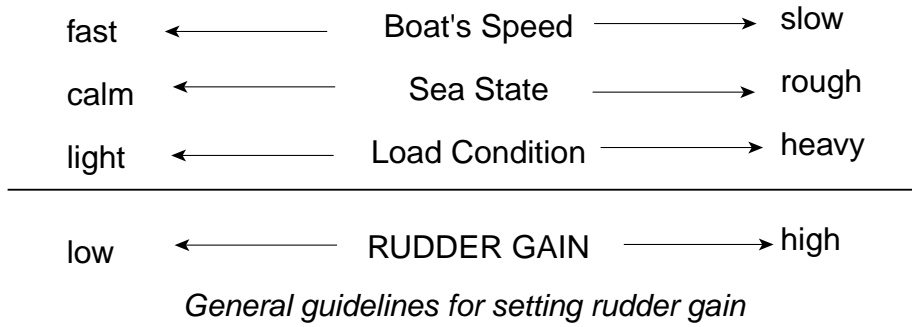 fast Boat's Speed slow
calm Sea State rough
light Load Condition heavy
low RUDDER GAIN high
General guidelines for setting rudder gain